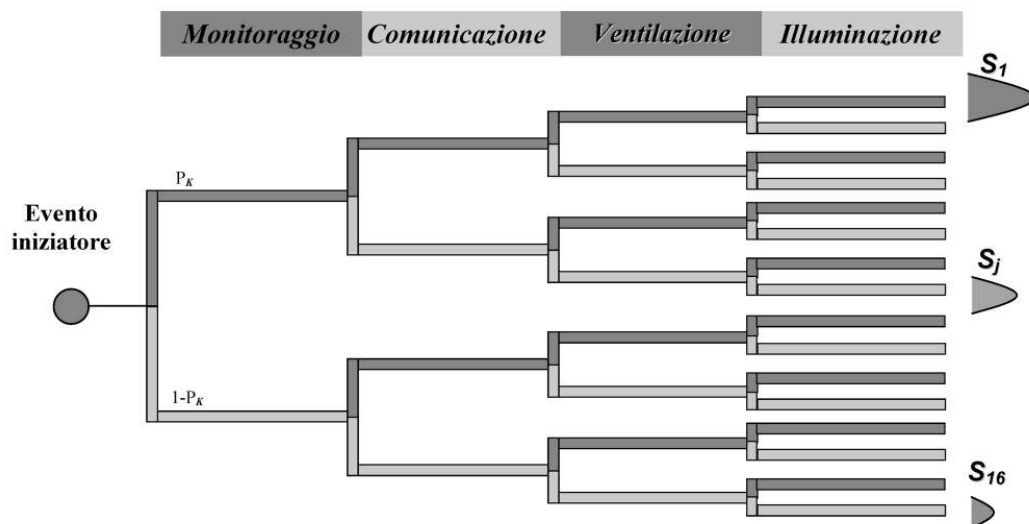 Monitoraggio Comunicazione Ventilazione Illuminazione
S1
PK
Evento
iniziatore
Sj
1-PK
S16